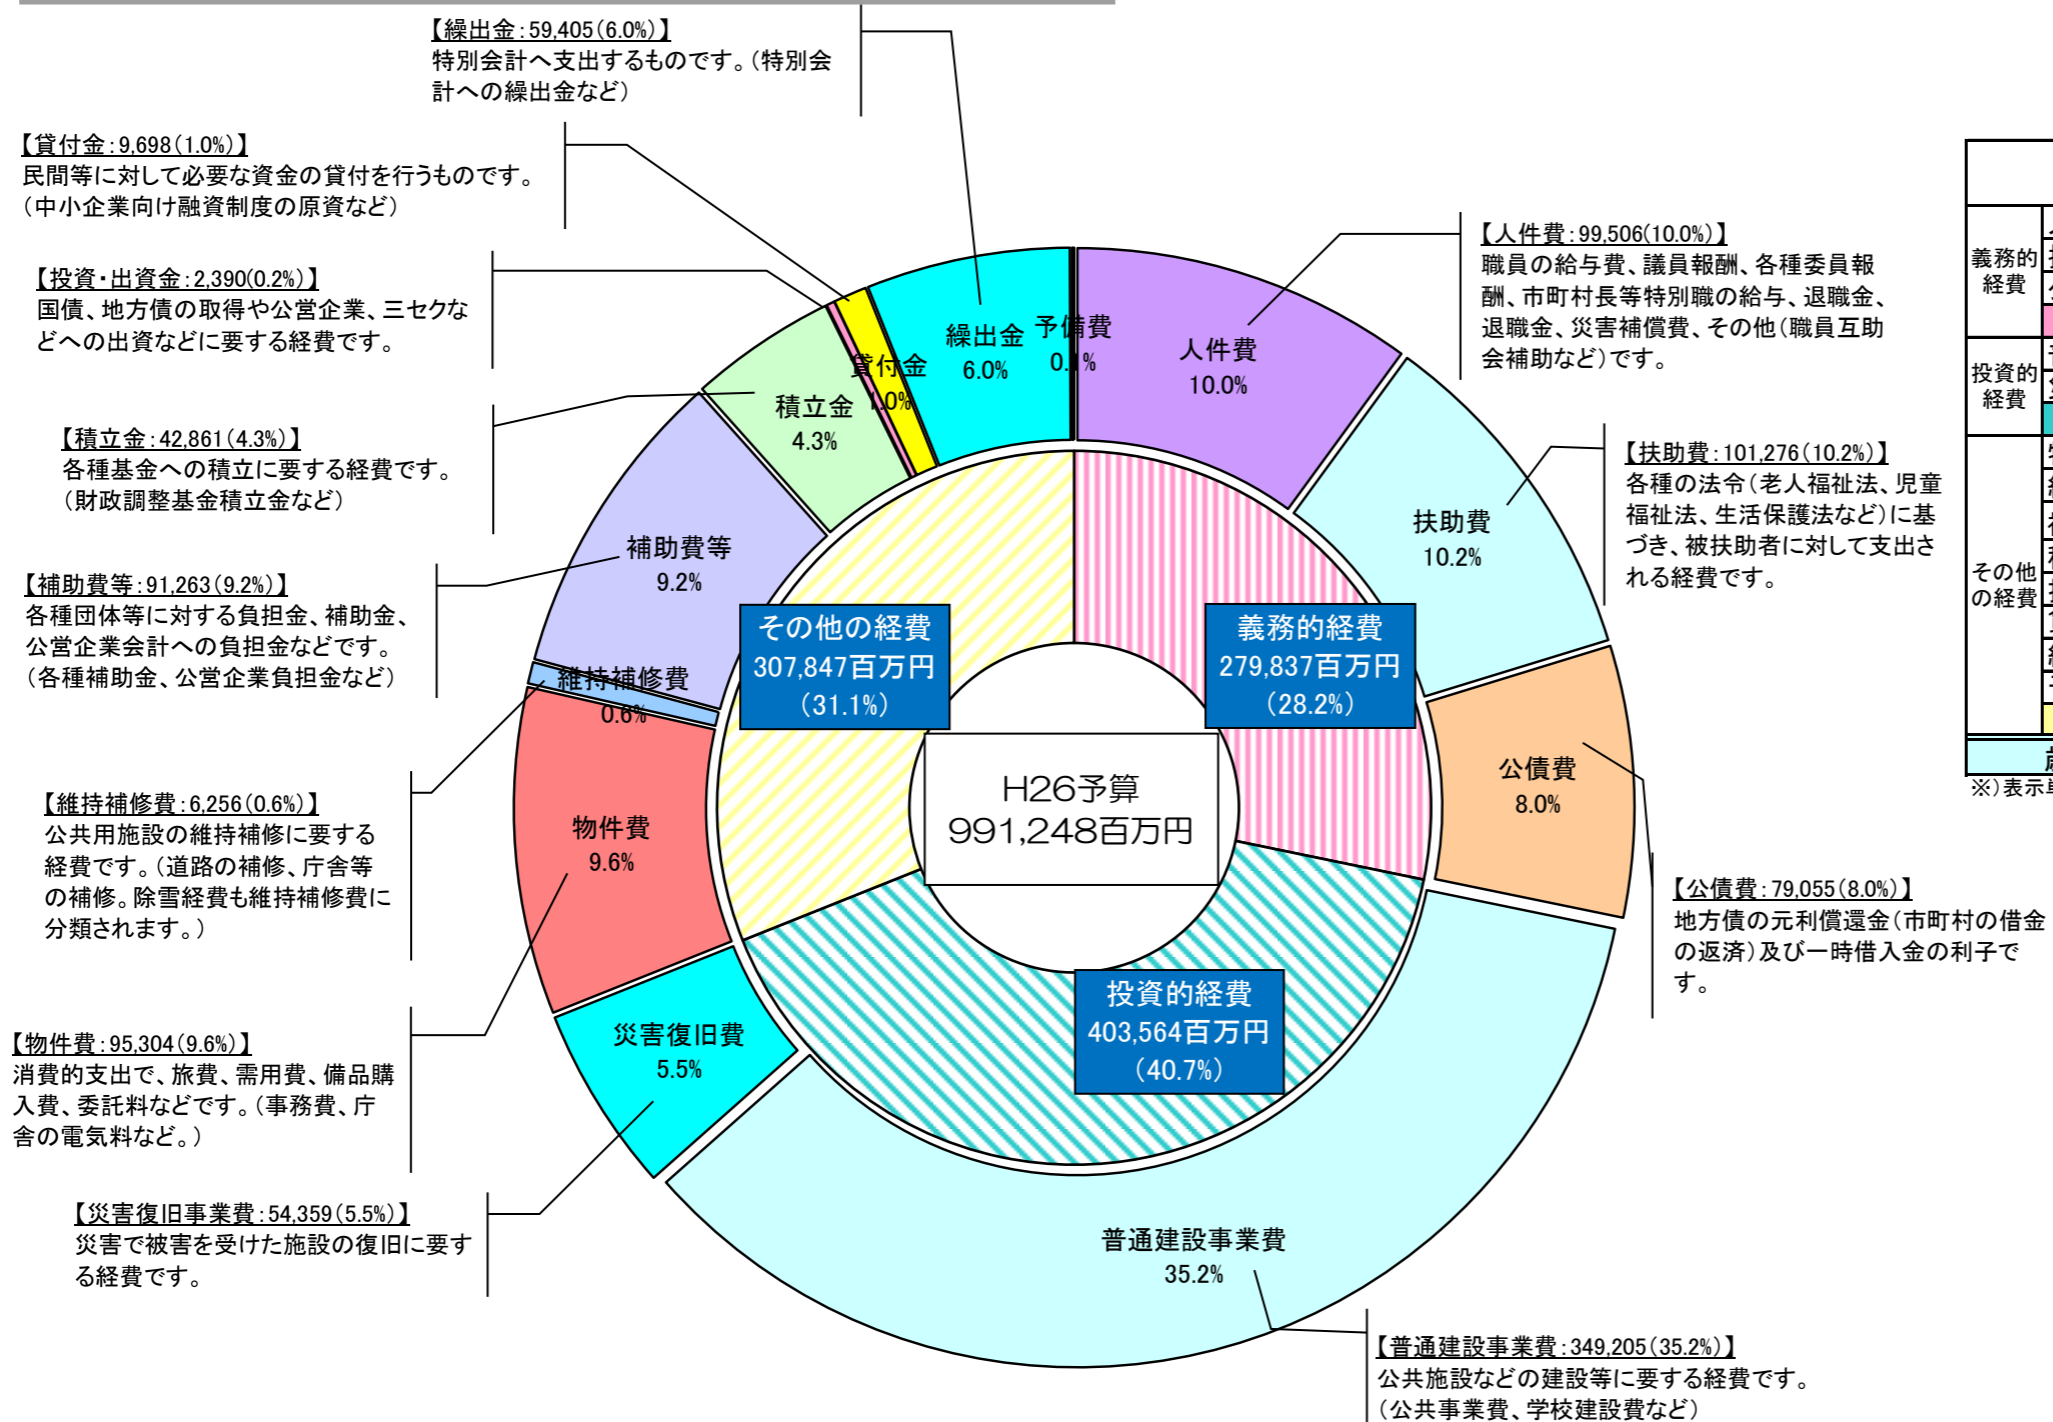 【繰出金:59,405(6.0%)】
特別会計へ支出するものです。(特別会
計への繰出金など)
【貸付金:9,698(1.0%)】
民間等に対して必要な資金の貸付を行うものです。
(中小企業向け融資制度の原資など)
【投資・出資金:2,390(0.2%)】
国債、地方債の取得や公営企業、三セクな
どへの出資などに要する経費です。
【積立金:42,861(4.3%)】
各種基金への積立に要する経費です。
(財政調整基金積立金など)
【補助費等:91,263(9.2%)】
各種団体等に対する負担金、補助金、
公営企業会計への負担金などです。
(各種補助金、公営企業負担金など)
【維持補修費:6,256(0.6%)】
公共用施設の維持補修に要する
経費です。(道路の補修、庁舎等
の補修。除雪経費も維持補修費に
分類されます。)
【物件費:95,304(9.6%)】
消費的支出で、旅費、需用費、備品購
入費、委託料などです。(事務費、庁
舎の電気料など。)
【災害復旧事業費:54,359(5.5%)】
災害で被害を受けた施設の復旧に要す
る経費です。
繰出金
6.0%
予備費
0.1%
貸付金
1.0%
積立金
4.3%
補助費等
9.2%
維持補修費
0.6%
物件費
9.6%
災害復旧費
5.5%
人件費
10.0%
扶助費
10.2%
公債費
8.0%
普通建設事業費
35.2%
その他の経費
307,847百万円
(31.1%)
義務的経費
279,837百万円
(28.2%)
H26予算
991,248百万円
投資的経費
403,564百万円
(40.7%)
【人件費:99,506(10.0%)】
職員の給与費、議員報酬、各種委員報
酬、市町村長等特別職の給与、退職金、
退職金、災害補償費、その他(職員互助
会補助など)です。
【扶助費:101,276(10.2%)】
各種の法令(老人福祉法、児童
福祉法、生活保護法など)に基
づき、被扶助者に対して支出さ
れる経費です。
【公債費:79,055(8.0%)】
地方債の元利償還金(市町村の借金
の返済)及び一時借入金の利子で
す。
【普通建設事業費:349,205(35.2%)】
公共施設などの建設等に要する経費です。
(公共事業費、学校建設費など)
義務的
経費
投資的
経費
その他
の経費
※)表示